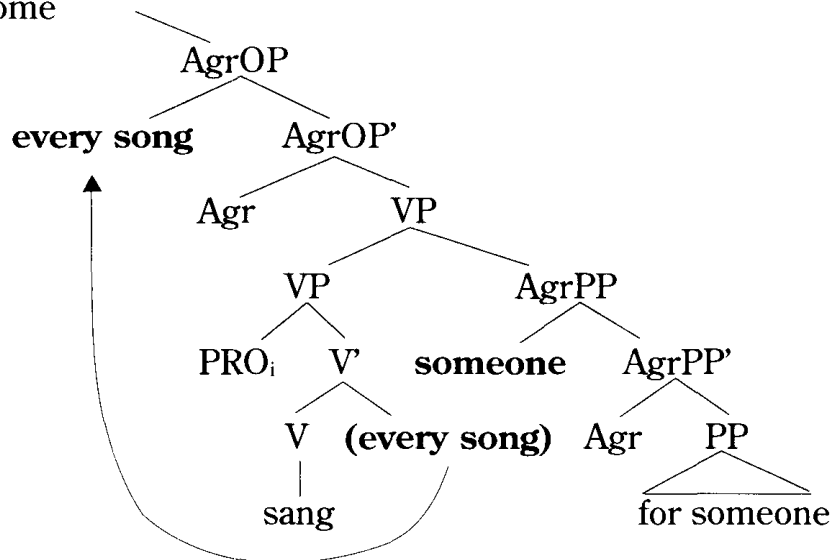 ome
AgrOP
every song AgrOP'
Agr VP
VP AgrPP
PROi V' someone AgrPP'
V (every song) Agr PP
sang for someone